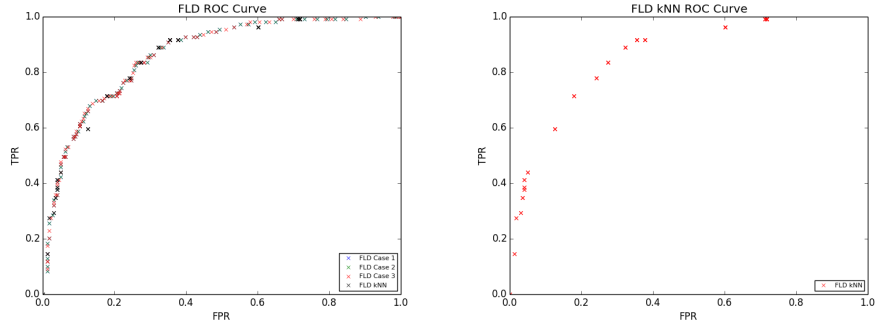 FLD ROC Curve
1.0
0.8
0.6
0.4
0.2
0.0
TPR
0.0 0.2 0.4 0.6 0.8 1.0
FPR
FLD Case 1
FLD Case 2
FLD Case 3
FLD kNN
FLD kNN ROC Curve
1.0
0.8
0.6
0.4
0.2
0.0
TPR
0.0 0.2 0.4 0.6 0.8 1.0
FPR
FLD kNN